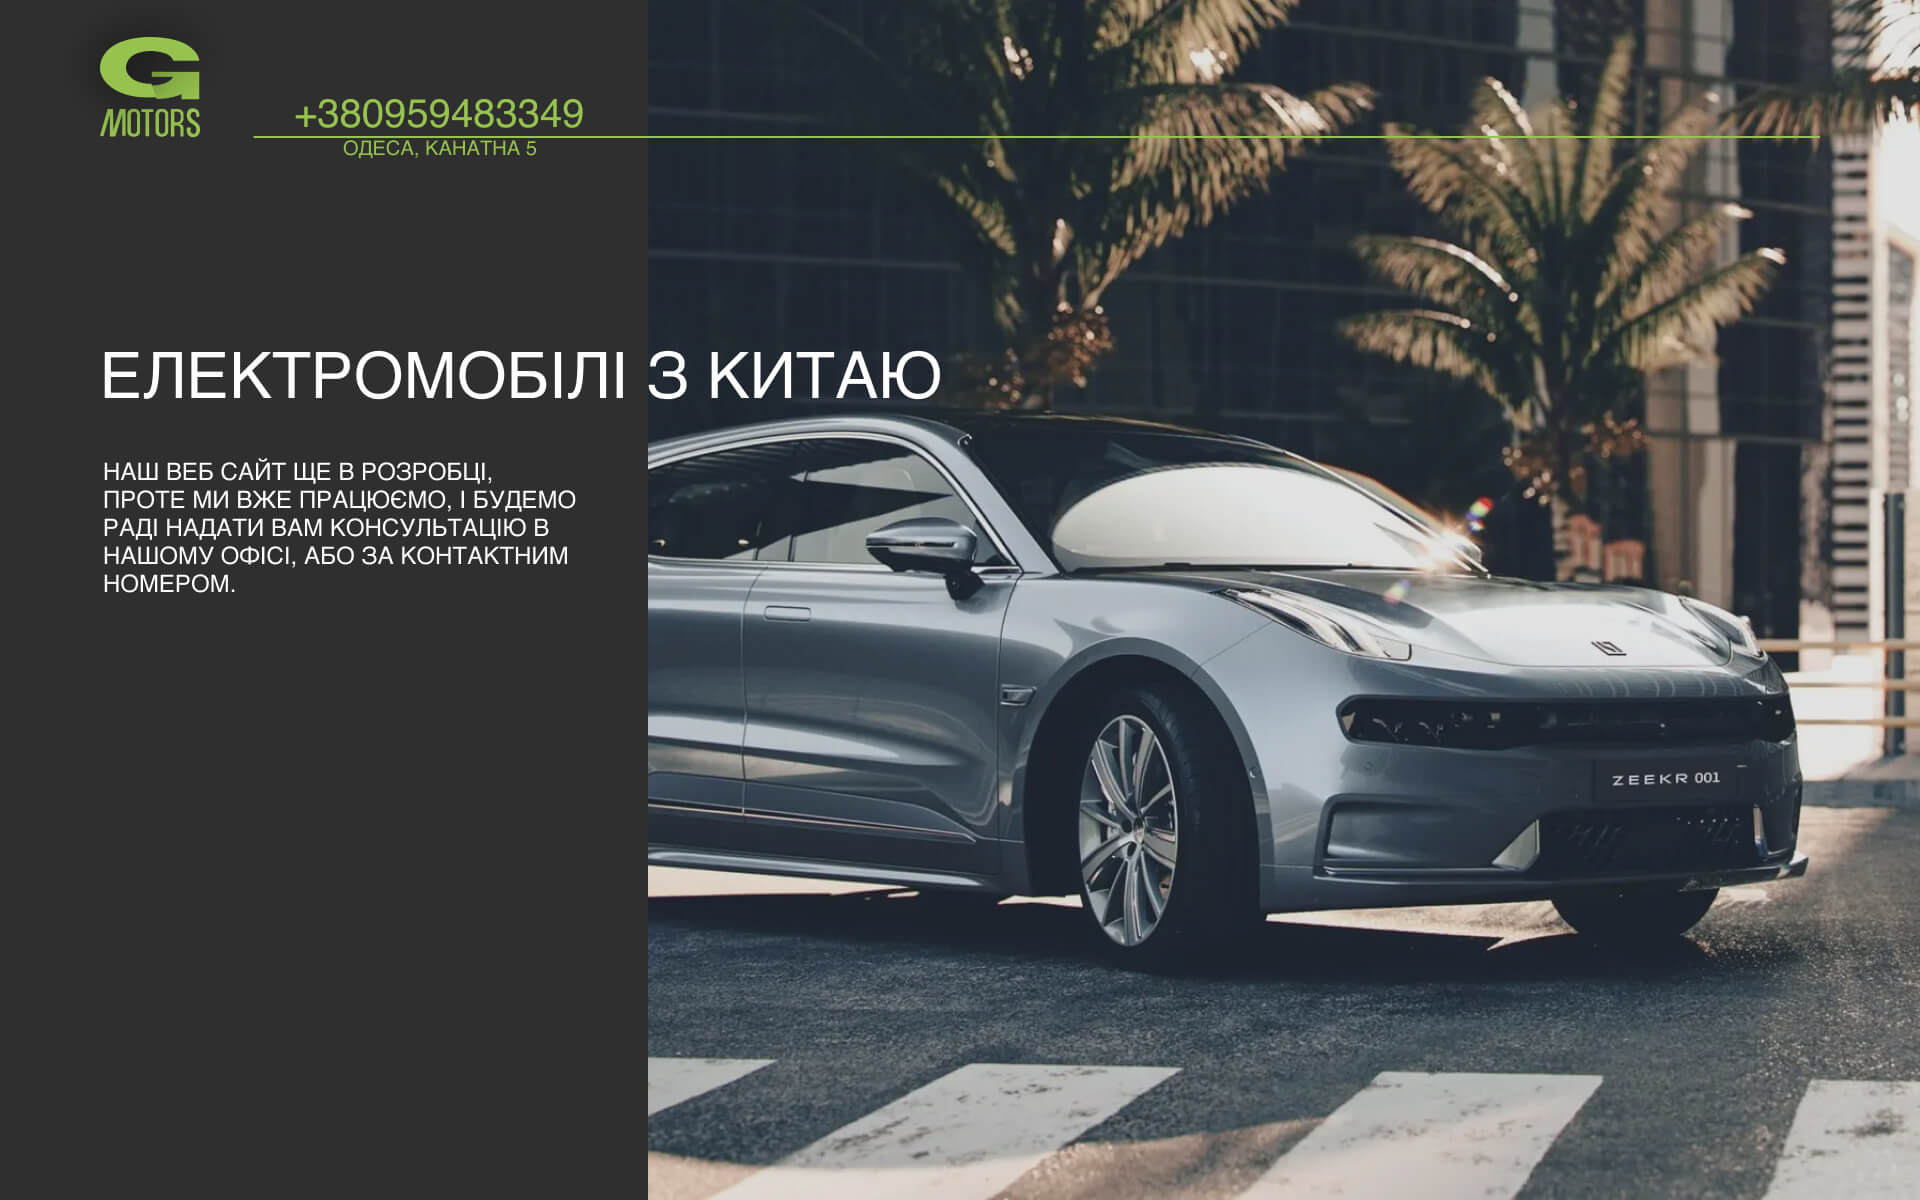 G
MOTORS
+380959483349
ОДЕСА, КАНАТНА 5
ЕЛЕКТРОМОБІЛІ З КИТАЮ
НАШ ВЕБ САЙТ ЩЕ В РОЗРОБЦІ,
ПРОТЕ МИ ВЖЕ ПРАЦЮЄМО, І БУДЕМО
РАДІ НАДАТИ ВАМ КОНСУЛЬТАЦІЮ В
НАШОМУ ОФІСІ, АБО ЗА КОНТАКТНИМ
НОМЕРОМ.
ZEEKR 001